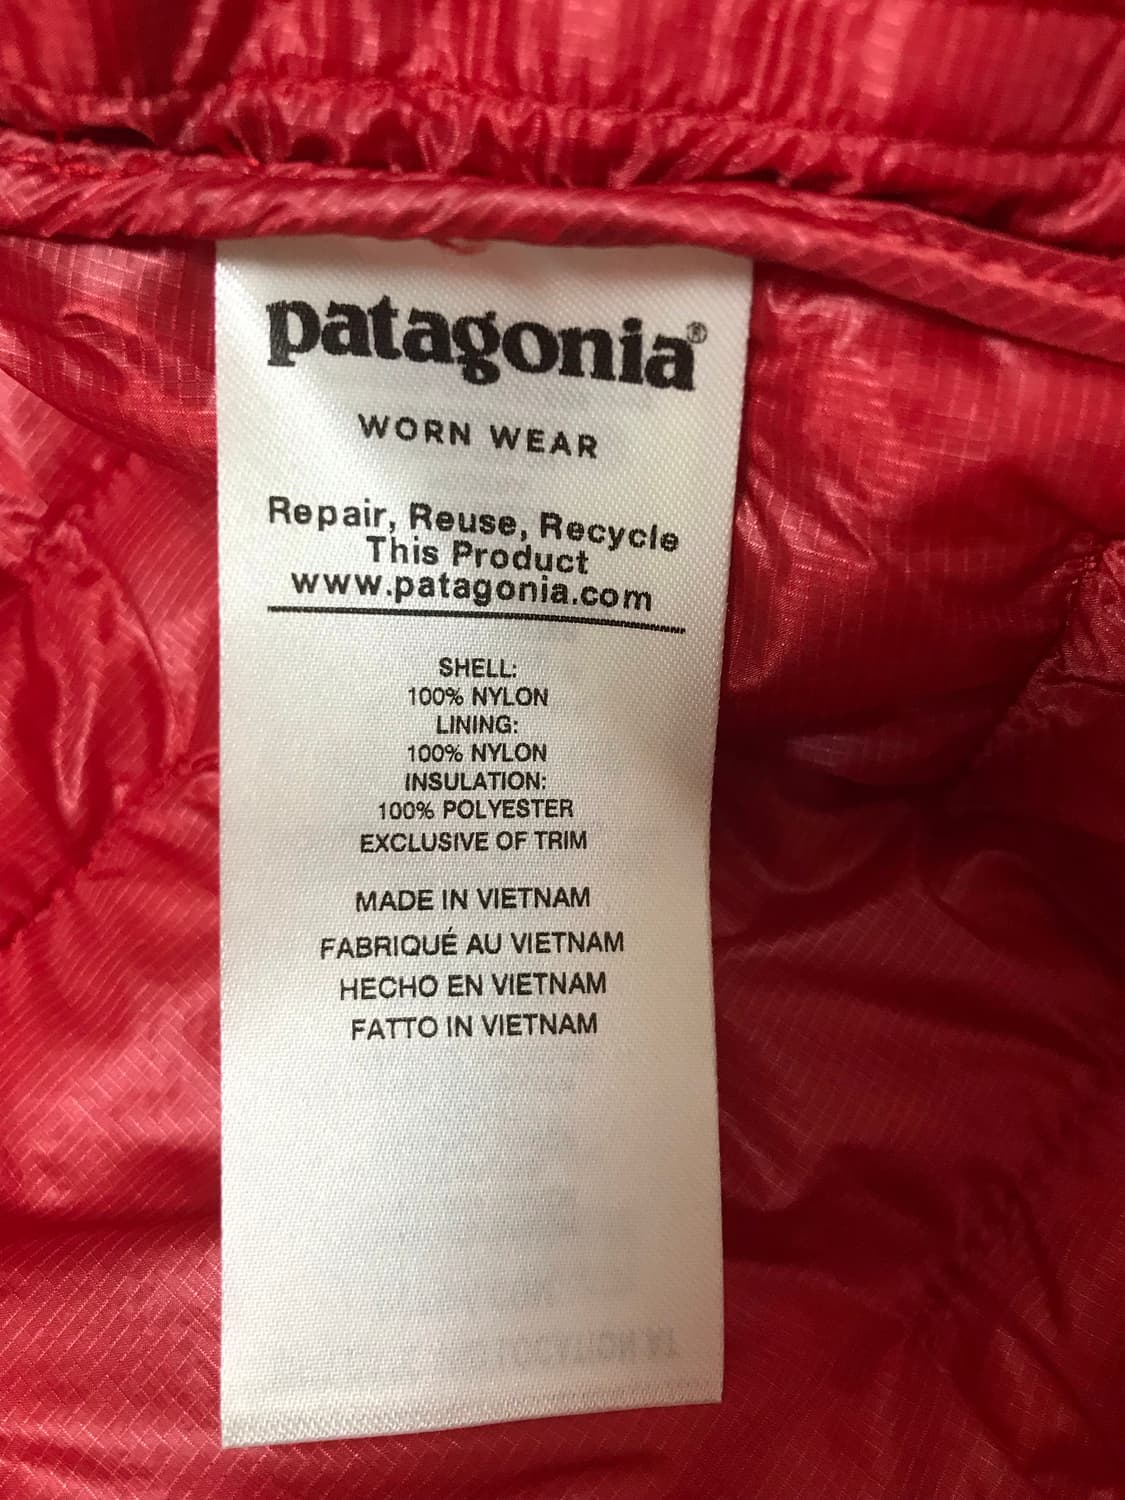 patagonia®
WORN WEAR
Repair, Reuse, Recycle
This Product
www.patagonia.com
SHELL:
100% NYLON
LINING:
100% NYLON
INSULATION:
100% POLYESTER
EXCLUSIVE OF TRIM
MADE IN VIETNAM
FABRIQUÉ AU VIETNAM
HECHO EN VIETNAM
FATTO IN VIETNAM